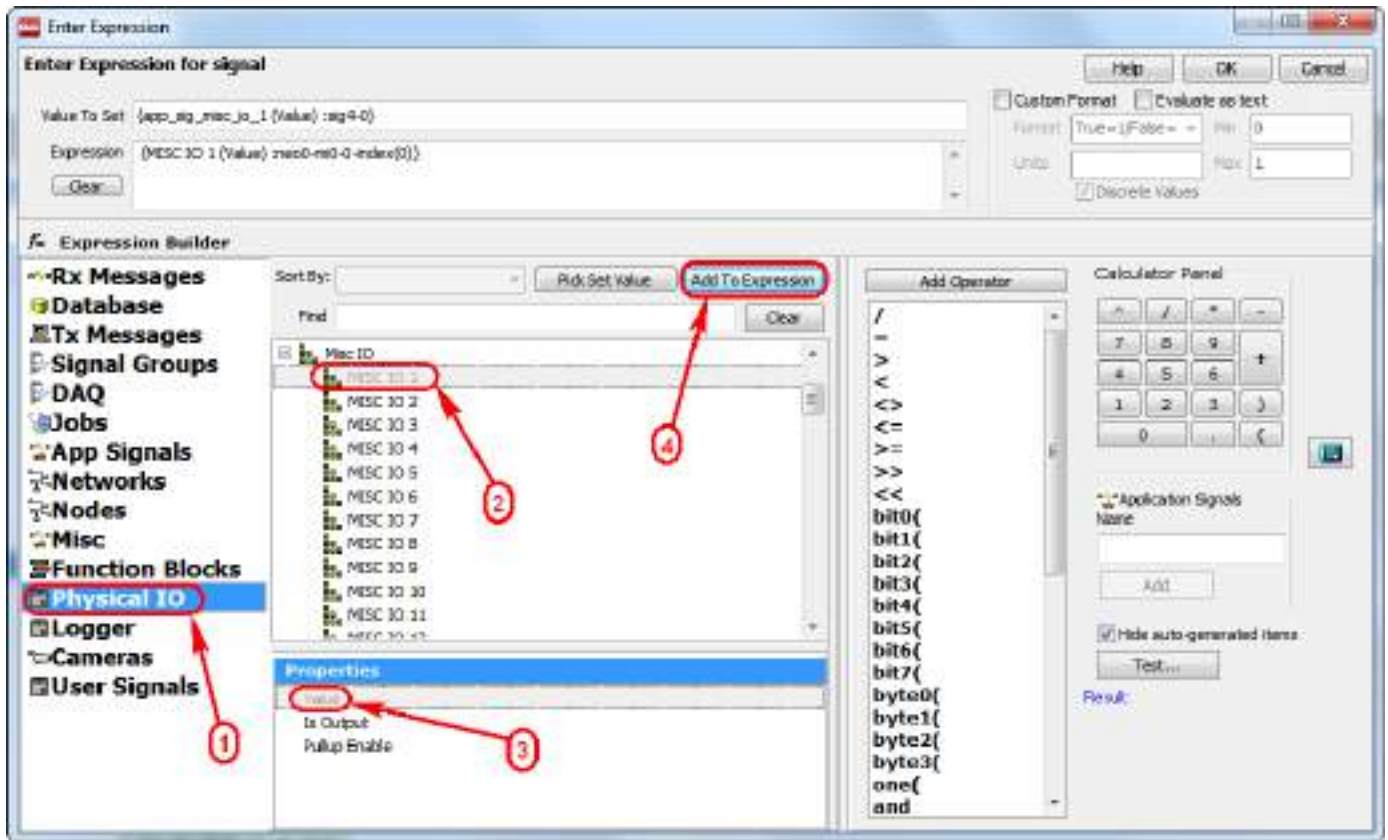 Enter Expression
Enter Expression for signal
Help
OK
Cancel
Value To Set
{app_sig_misc_io_1 (Value) :sig4-0}
Custom Format
Evaluate as text
Format
True=1/False=
Min
0
Expression
{MISC IO 1 (Value) :neo0-mi0-0-index(0)}
Clear
Units
Max
1
Discrete Values
Expression Builder
Rx Messages
Database
Tx Messages
Signal Groups
DAQ
Jobs
App Signals
Networks
Nodes
Misc
Function Blocks
Physical IO
Logger
Cameras
User Signals
1
Sort By:
Pick Set Value
Add To Expression
Find
Clear
Misc IO
MISC IO 1
MISC IO 2
MISC IO 3
MISC IO 4
MISC IO 5
MISC IO 6
MISC IO 7
MISC IO 8
MISC IO 9
MISC IO 10
MISC IO 11
MISC IO 12
2
4
Properties
Value
Is Output
Pullup Enable
3
Add Operator
/
=
>
<
<>
<=
>=
>>
<<
bit0(
bit1(
bit2(
bit3(
bit4(
bit5(
bit6(
bit7(
byte0(
byte1(
byte2(
byte3(
one(
and
Calculator Panel
^ / * -
7 8 9 +
4 5 6
1 2 3 )
0 . (
Application Signals
Name
Add
Hide auto-generated items
Test...
Result: